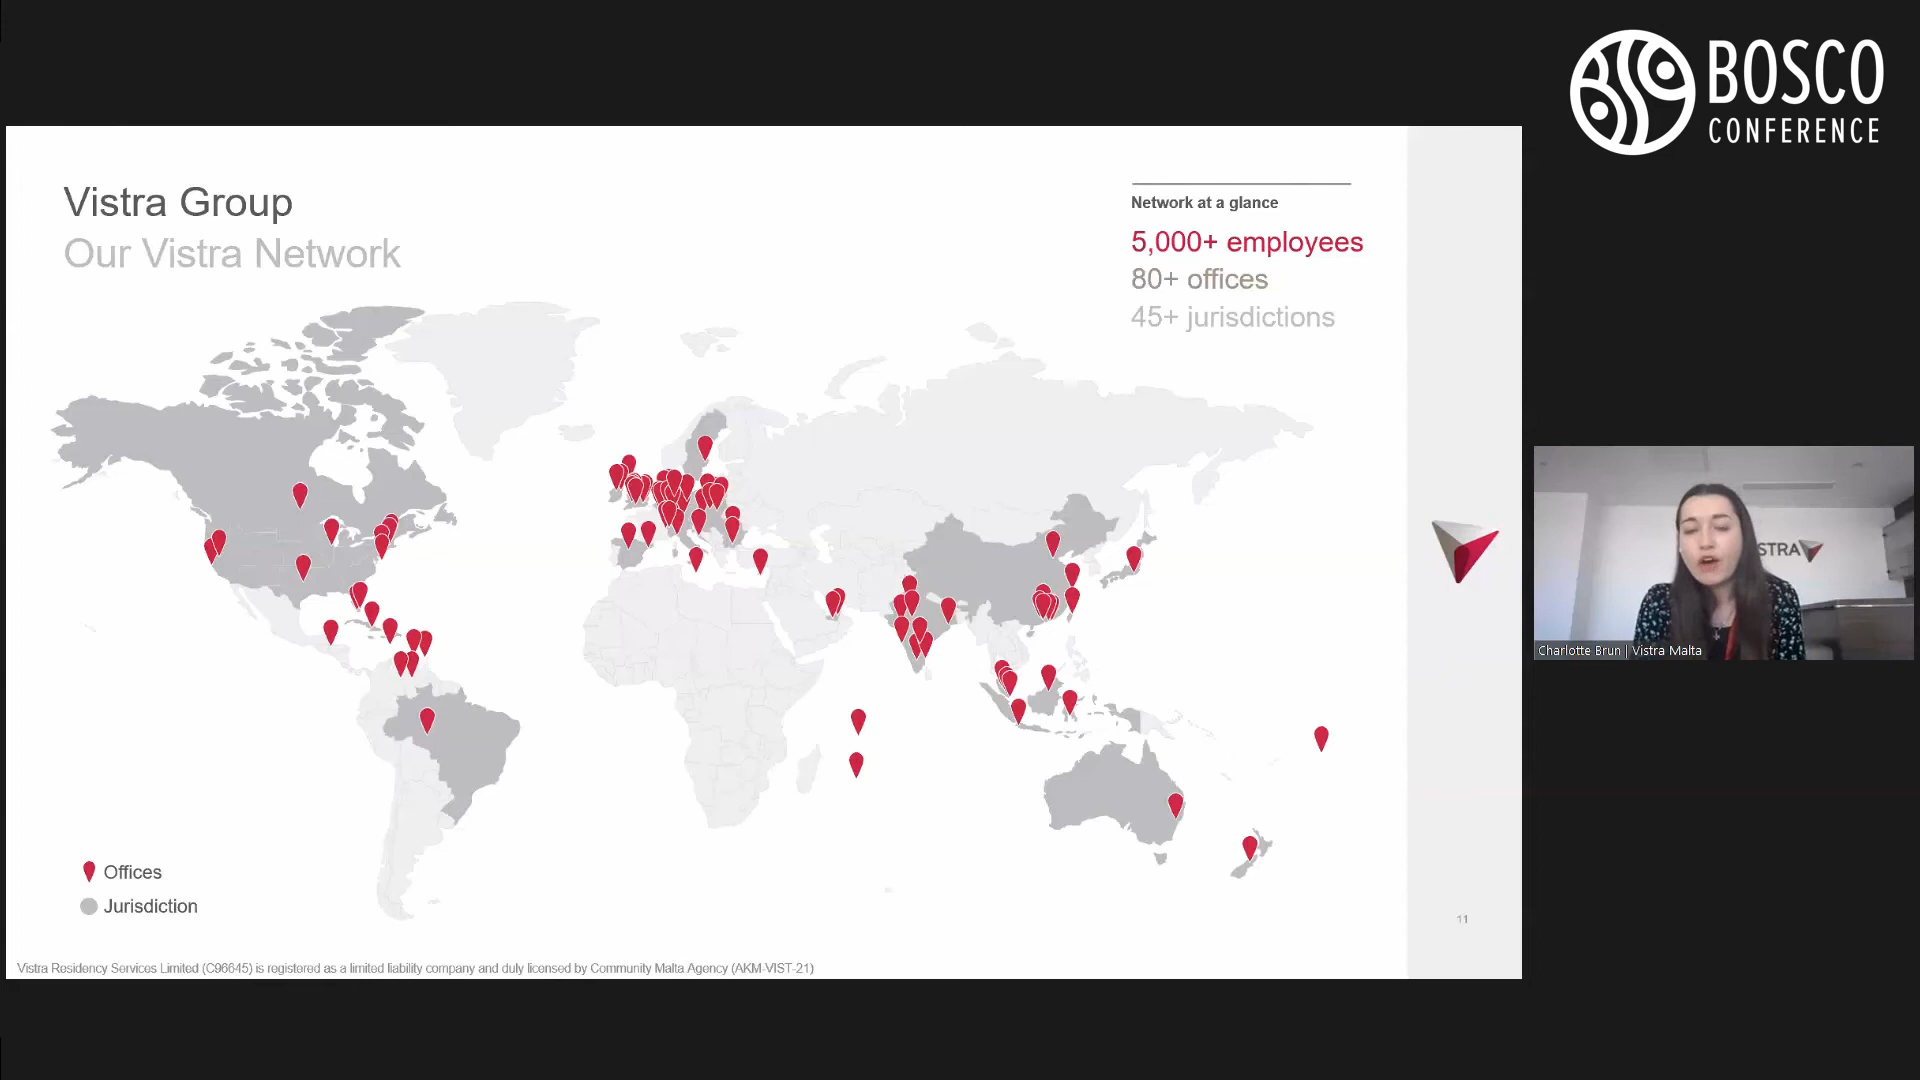 BOSCO
CONFERENCE
Vistra Group
Our Vistra Network
Network at a glance
5,000+ employees
80+ offices
45+ jurisdictions
STRA
Charlotte Brun | Vistra Malta
Offices
Jurisdiction
11
Vistra Residency Services Limited (C96645) is registered as a limited liability company and duly licensed by Community Malta Agency (AKM-VIST-21)